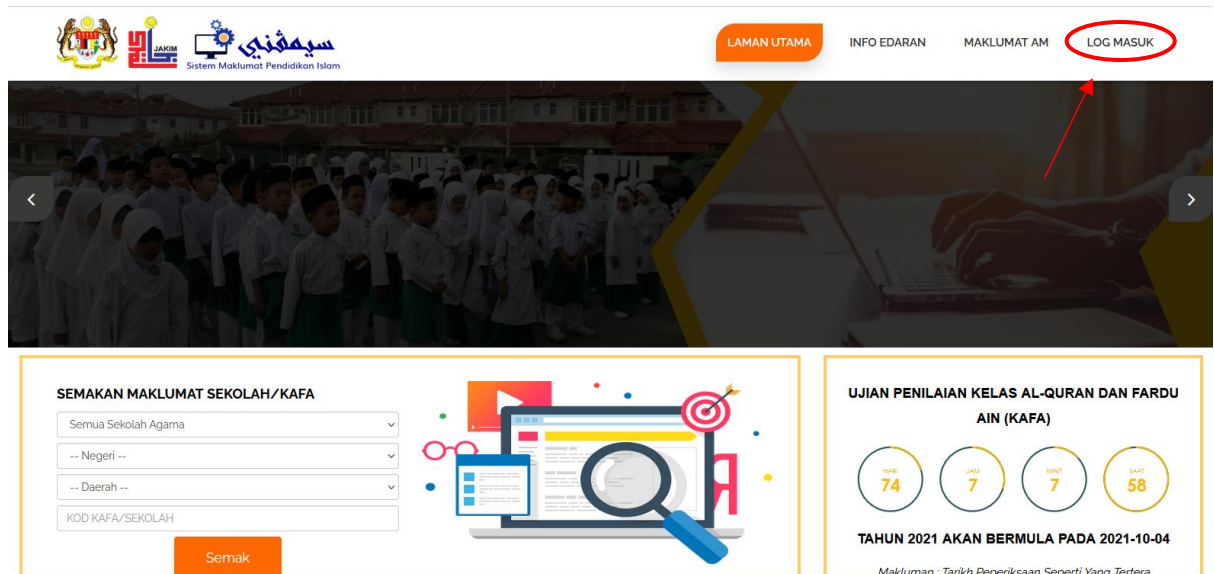 JAKIM
سيمڤني
Sistem Maklumat Pendidikan Islam
LAMAN UTAMA
INFO EDARAN
MAKLUMAT AM
LOG MASUK
SEMAKAN MAKLUMAT SEKOLAH/KAFA
Semua Sekolah Agama
-- Negeri --
-- Daerah --
KOD KAFA/SEKOLAH
Semak
UJIAN PENILAIAN KELAS AL-QURAN DAN FARDU
AIN (KAFA)
HARI
74
JAM
7
MINIT
7
SAAT
58
TAHUN 2021 AKAN BERMULA PADA 2021-10-04
Makluman : Tarikh Peperiksaan Seperti Yang Tertera